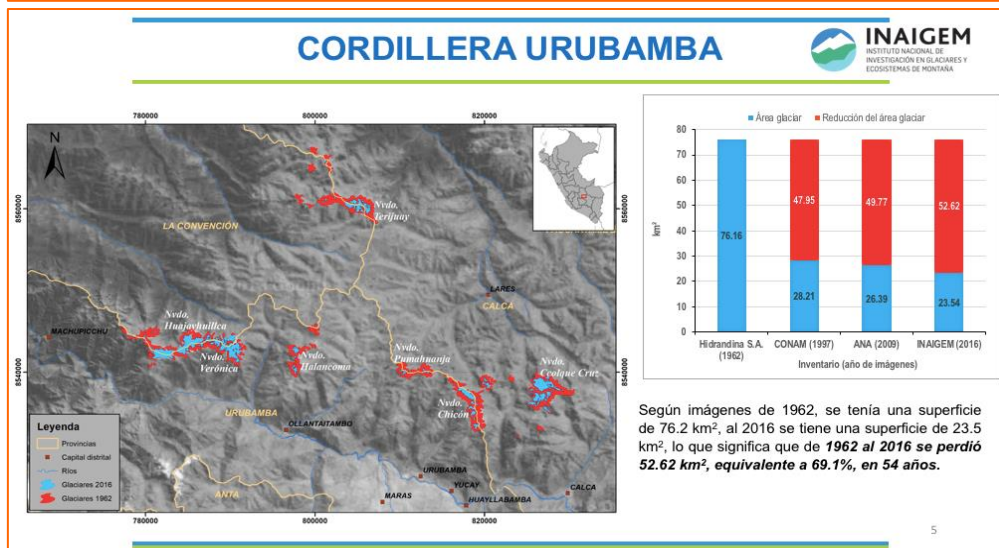 CORDILLERA URUBAMBA
INAIGEM
INSTITUTO NACIONAL DE
INVESTIGACIÓN EN GLACIARES Y
ECOSISTEMAS DE MONTAÑA
780000
800000
820000
N
8560000
8560000
Nvdo.
Terijuay
LA CONVENCIÓN
LARES
CALCA
Nvdo.
Huajayhuillca
MACHUPICCHU
Nvdo.
Verónica
Nvdo.
Halancoma
Nvdo.
Pumahuanja
Nvdo.
Ccolque Cruz
8540000
8540000
Nvdo.
Chicón
URUBAMBA
OLLANTAITAMBO
Leyenda
Provincias
Capital distrital
Ríos
Glaciares 2016
Glaciares 1962
ANTA
URUBAMBA
YUCAY
MARAS
HUAYLLABAMBA
CALCA
780000
800000
820000
Área glaciar
Reducción del área glaciar
km²
80
70
60
50
40
30
20
10
0
76.16
47.95
28.21
49.77
26.39
52.62
23.54
Hidrandina S.A.
(1962)
CONAM (1997)
ANA (2009)
INAIGEM (2016)
Inventario (año de imágenes)
Según imágenes de 1962, se tenía una superficie
de 76.2 km², al 2016 se tiene una superficie de 23.5
km², lo que significa que de 1962 al 2016 se perdió
52.62 km², equivalente a 69.1%, en 54 años.
5